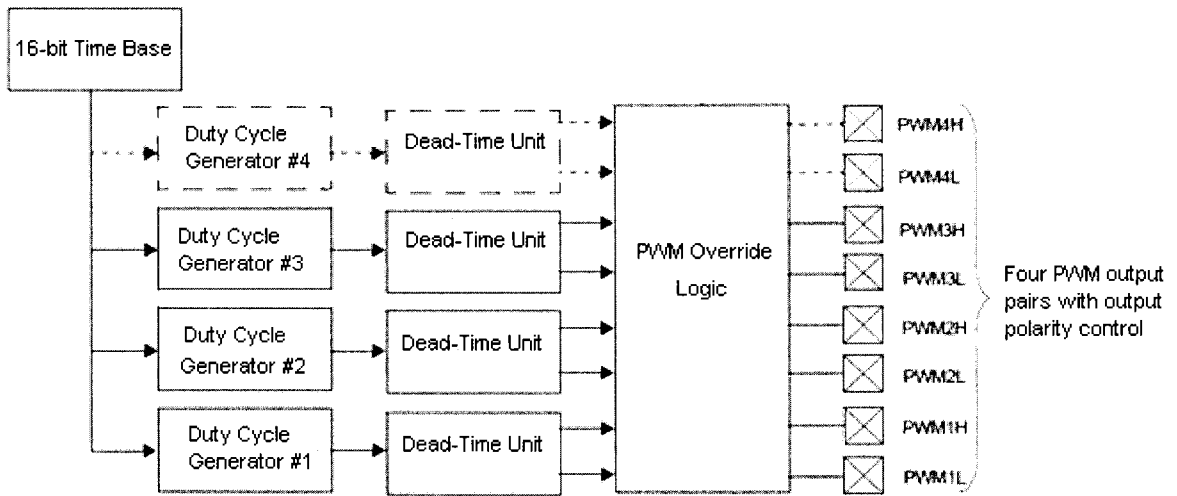 16-bit Time Base
Duty Cycle
Generator #4
Dead-Time Unit
PWM4H
PWM4L
Duty Cycle
Generator #3
Dead-Time Unit
PWM3H
PWM3L
PWM Override
Logic
Four PWM output
pairs with output
polarity control
Duty Cycle
Generator #2
Dead-Time Unit
PWM2H
PWM2L
Duty Cycle
Generator #1
Dead-Time Unit
PWM1H
PWM1L